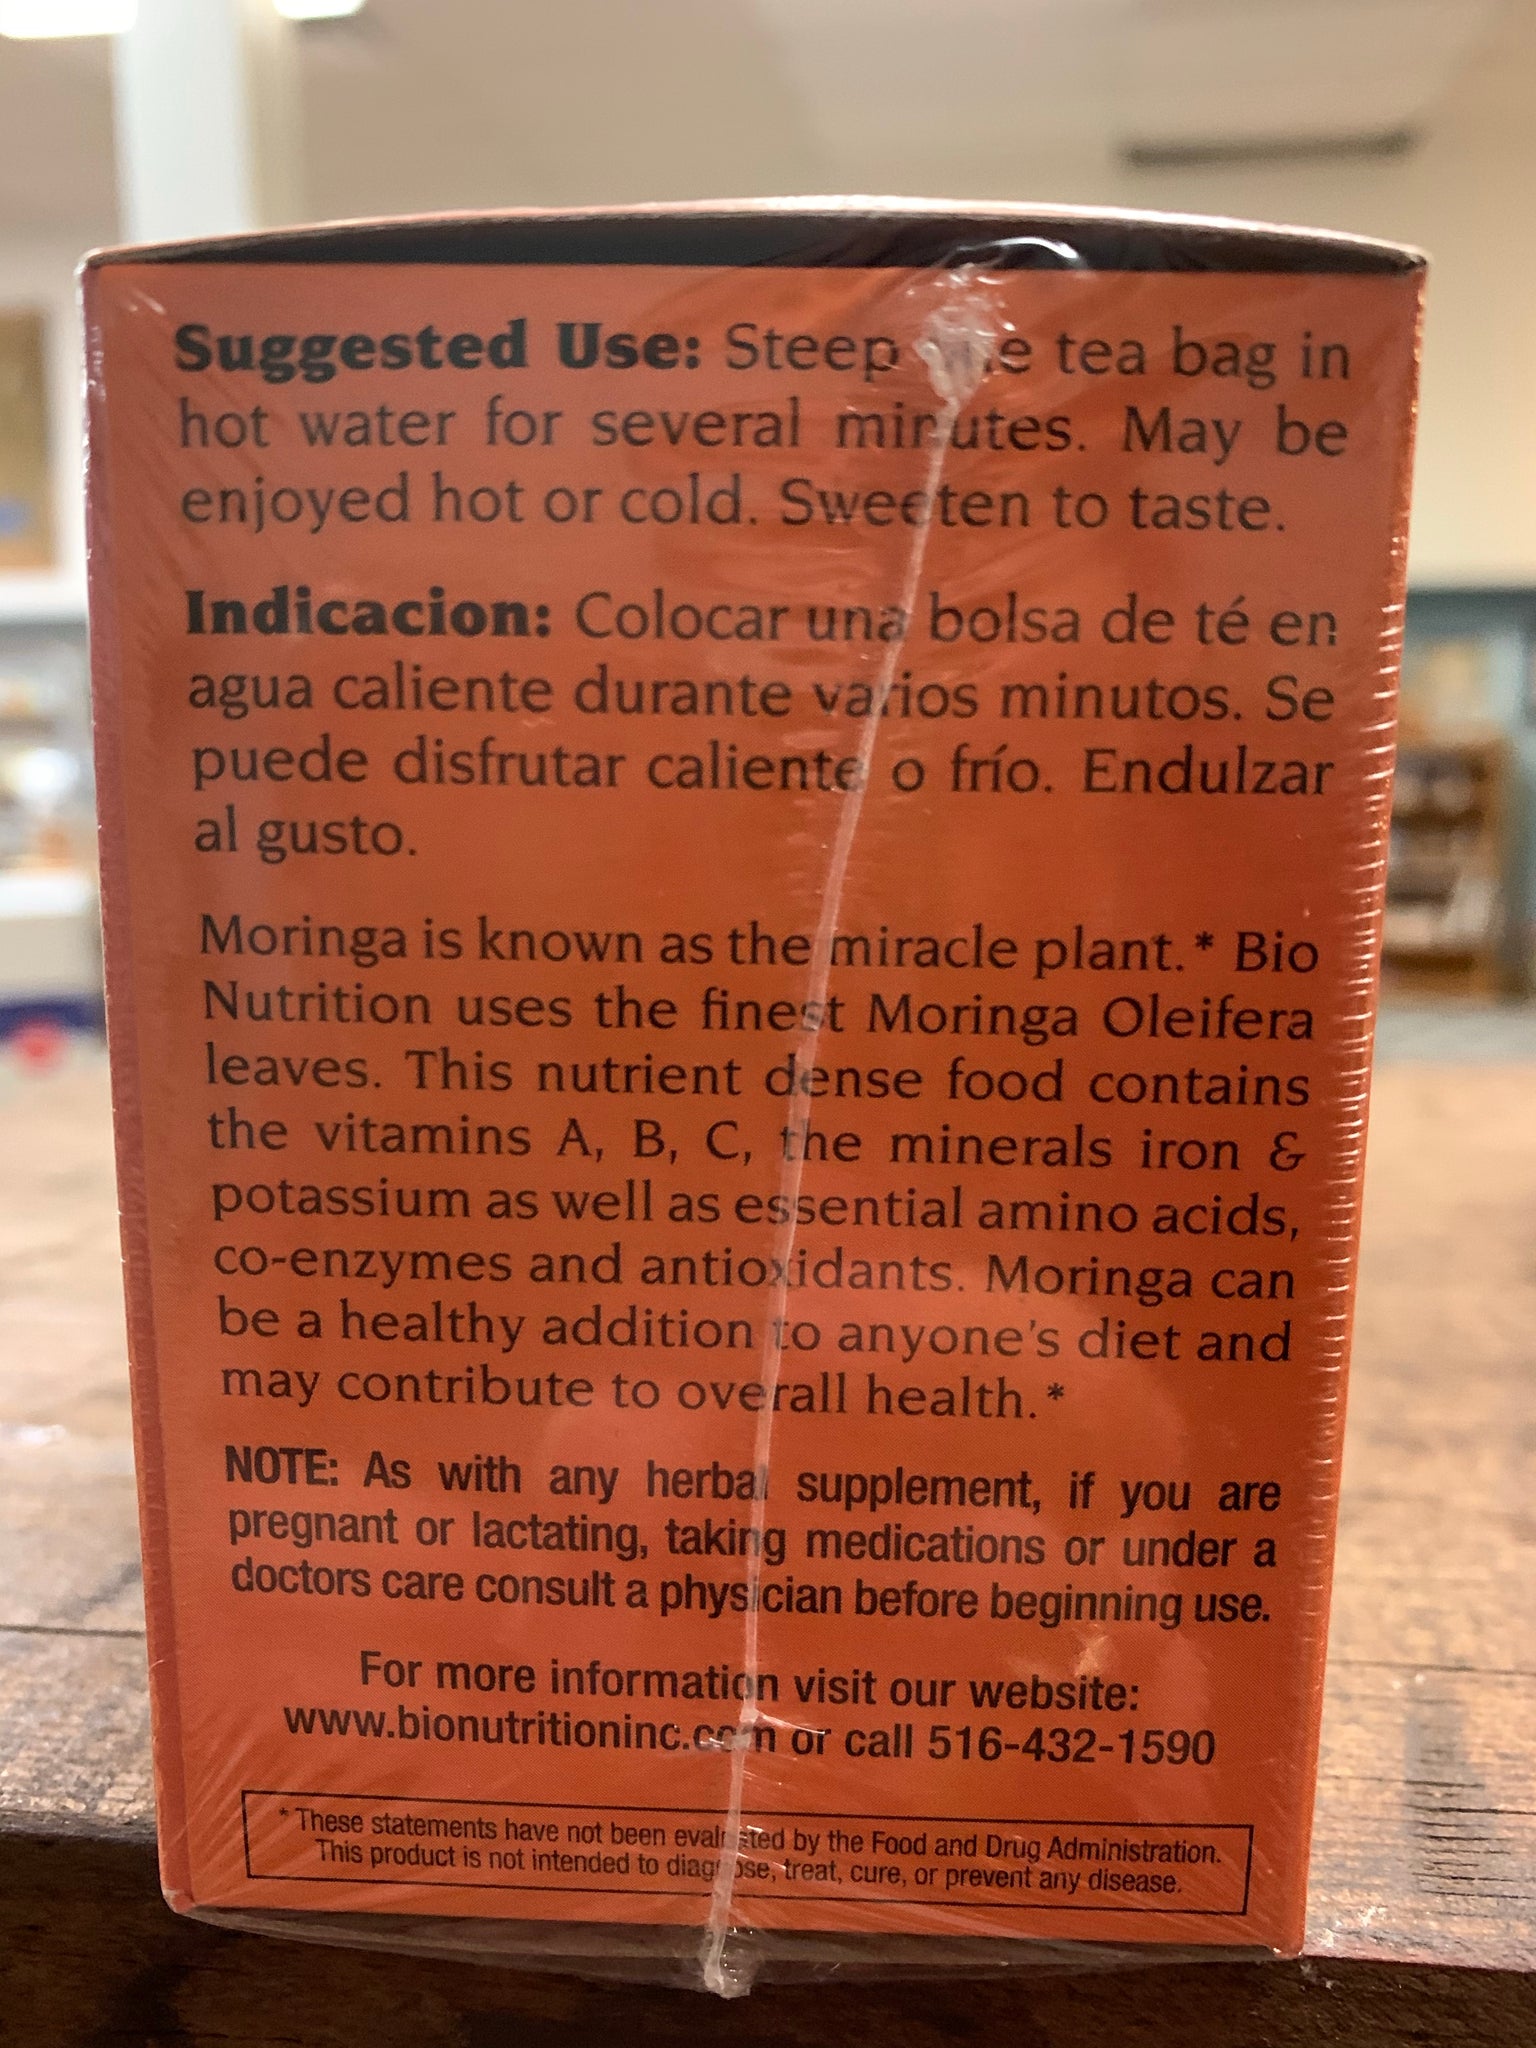 Suggested Use: Steep one tea bag in
hot water for several minutes. May be
enjoyed hot or cold. Sweeten to taste.
Indicacion: Colocar una bolsa de té en
agua caliente durante varios minutos. Se
puede disfrutar caliente o frío. Endulzar
al gusto.
Moringa is known as the miracle plant.* Bio
Nutrition uses the finest Moringa Oleifera
leaves. This nutrient dense food contains
the vitamins A, B, C, the minerals iron &
potassium as well as essential amino acids,
co-enzymes and antioxidants. Moringa can
be a healthy addition to anyone's diet and
may contribute to overall health.*
NOTE: As with any herbal supplement, if you are
pregnant or lactating, taking medications or under a
doctors care consult a physician before beginning use.
For more information visit our website:
www.bionutritioninc.com or call 516-432-1590
* These statements have not been evaluated by the Food and Drug Administration.
This product is not intended to diagnose, treat, cure, or prevent any disease.